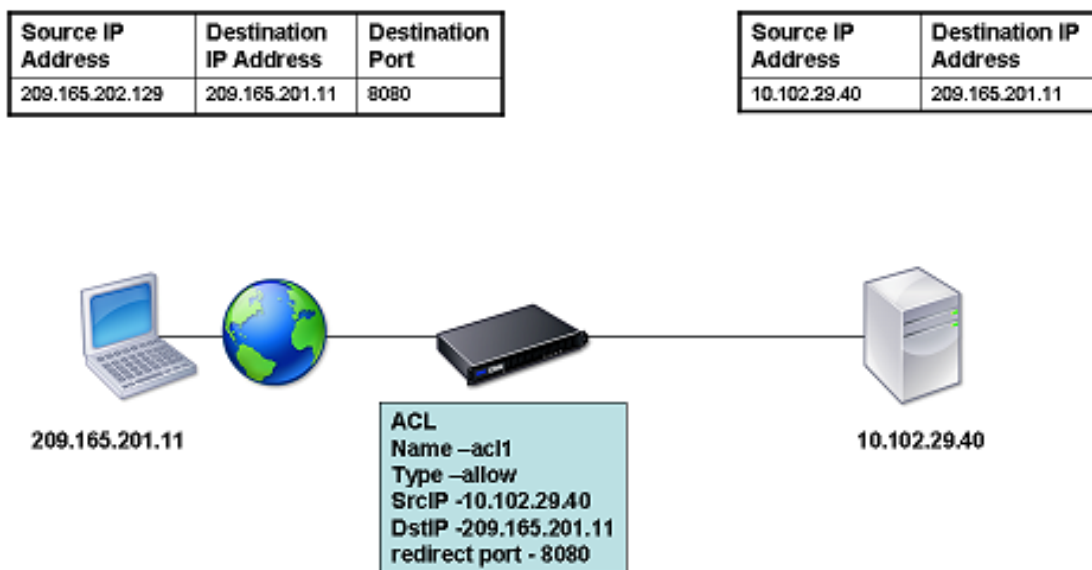 Source IP Address
Destination IP Address
Destination Port
209.165.202.129
209.165.201.11
8080
Source IP Address
Destination IP Address
10.102.29.40
209.165.201.11
209.165.201.11
10.102.29.40
ACL
Name –acl1
Type –allow
SrcIP -10.102.29.40
DstIP -209.165.201.11
redirect port - 8080